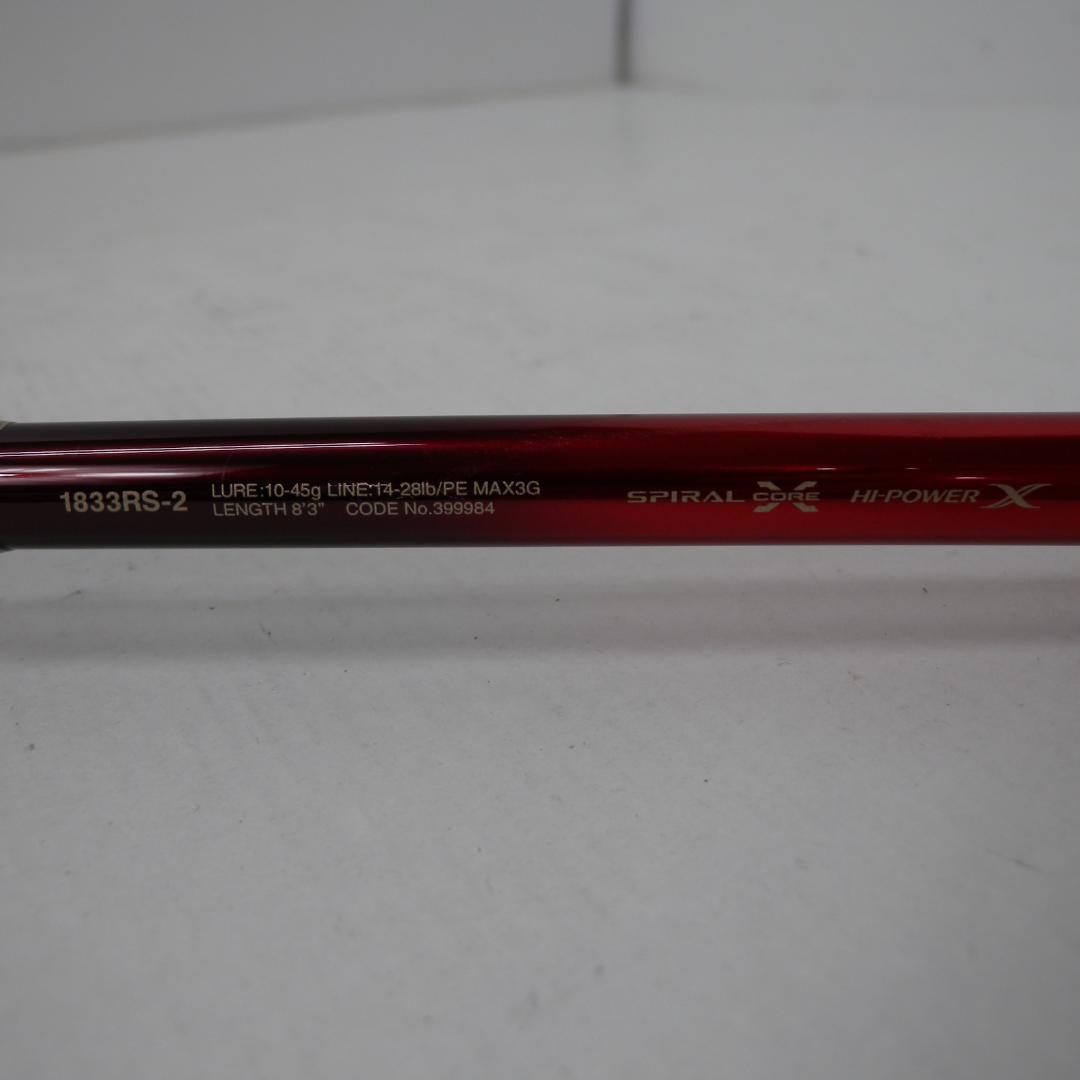 1833RS-2
LURE:10-45g LINE:14-28lb/PE MAX3G
LENGTH 8'3" CODE No.399984
SPIRAL X CORE HI-POWER X